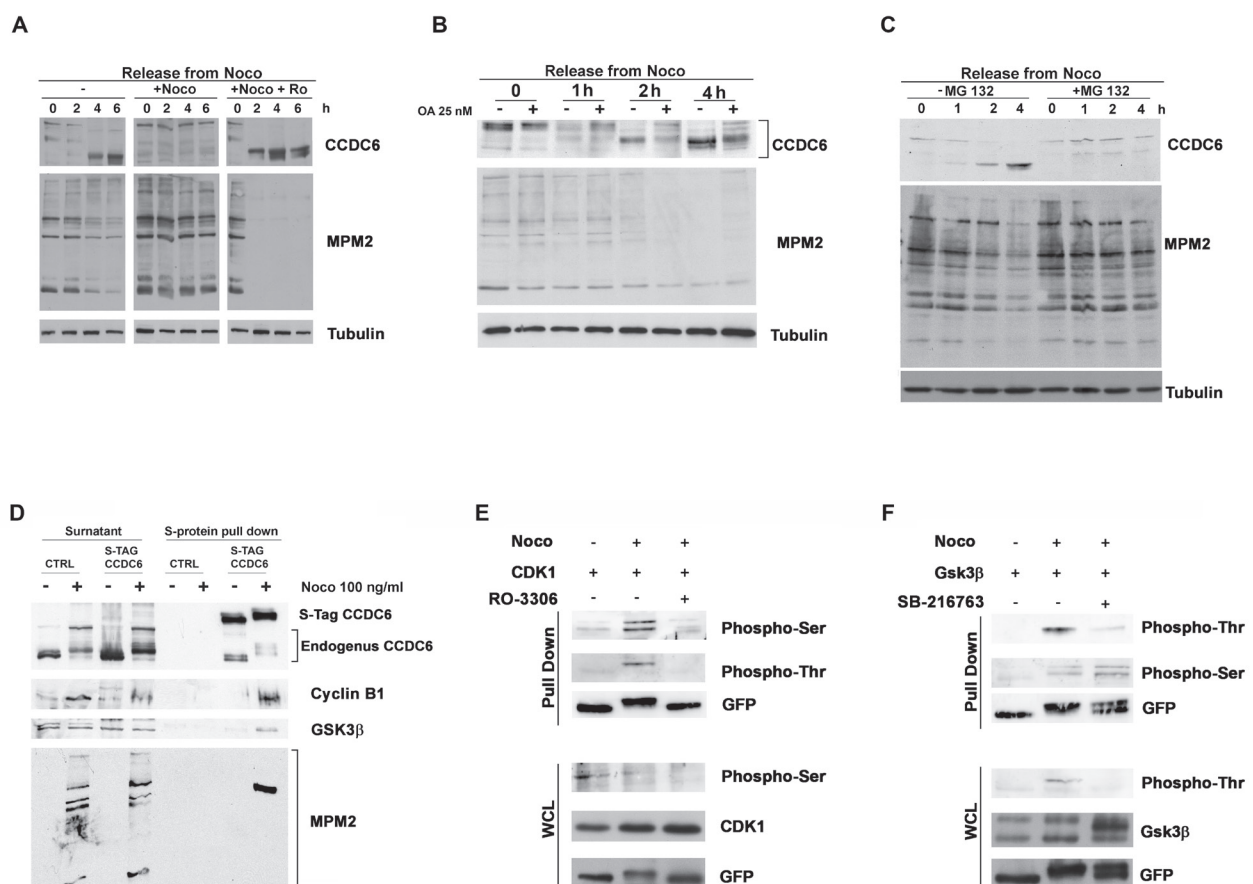 A
Release from Noco
- +Noco +Noco + Ro
0 2 4 6 0 2 4 6 0 2 4 6 h
CCDC6
MPM2
Tubulin
B
Release from Noco
0 1 h 2 h 4 h
OA 25 nM - + - + - + - +
CCDC6
MPM2
Tubulin
C
Release from Noco
- MG 132 +MG 132
0 1 2 4 0 1 2 4 h
CCDC6
MPM2
Tubulin
D
Surnatant S-protein pull down
CTRL S-TAG CCDC6 CTRL S-TAG CCDC6
- + - + - + - + Noco 100 ng/ml
S-Tag CCDC6
Endogenus CCDC6
Cyclin B1
GSK3β
MPM2
E
Noco - + +
CDK1 + + +
RO-3306 - - +
Pull Down
Phospho-Ser
Phospho-Thr
GFP
WCL
Phospho-Ser
CDK1
GFP
F
Noco - + +
Gsk3β + + +
SB-216763 - - +
Pull Down
Phospho-Thr
Phospho-Ser
GFP
WCL
Phospho-Thr
Gsk3β
GFP